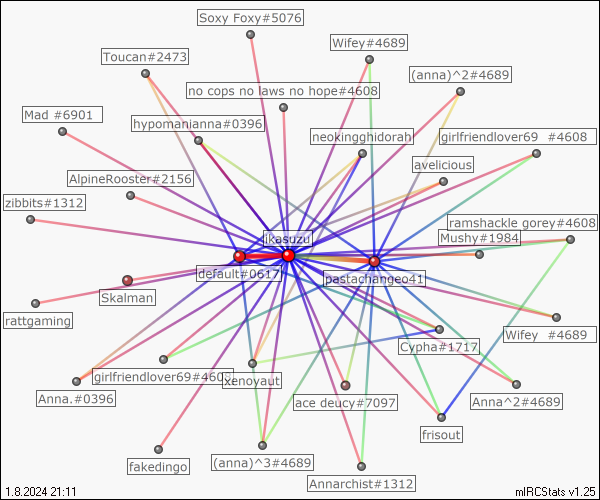 Soxy Foxy#5076
Wifey#4689
Toucan#2473
(anna)^2#4689
no cops no laws no hope#4608
Mad #6901
hypomanianna#0396
neokingghidorah
girlfriendlover69 #4608
avelicious
AlpineRooster#2156
zibbits#1312
ramshackle gorey#4608
ikasuzu
Mushy#1984
default#0617
pastachangeo41
Skalman
rattgaming
Wifey #4689
Cypha#1717
girlfriendlover69#4608
xenoyaut
Anna.#0396
ace deucy#7097
Anna^2#4689
frisout
(anna)^3#4689
fakedingo
Annarchist#1312
1.8.2024 21:11
mIRCStats v1.25